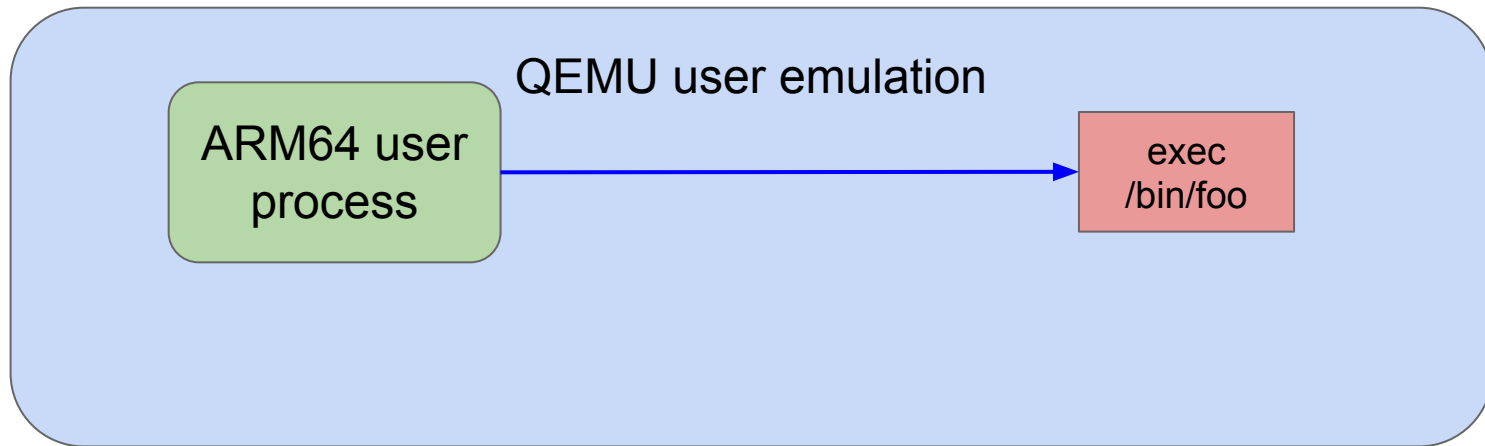 QEMU user emulation
ARM64 user
process
exec
/bin/foo